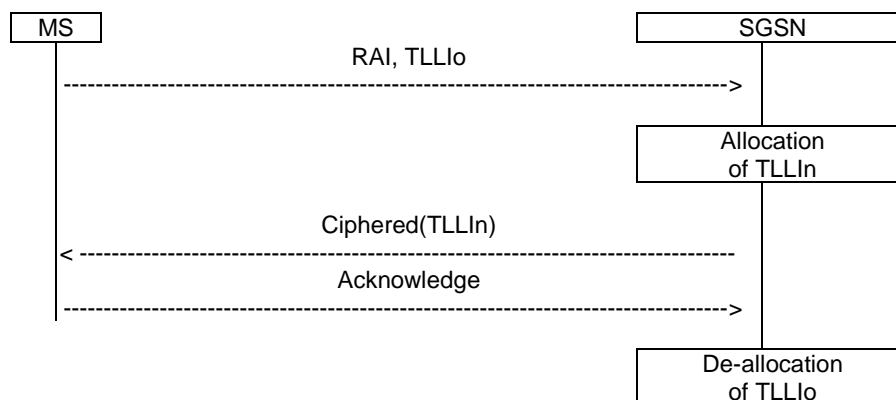 MS
SGSN
RAI, TLLIo
Allocation
of TLLIn
Ciphered(TLLIn)
Acknowledge
De-allocation
of TLLIo